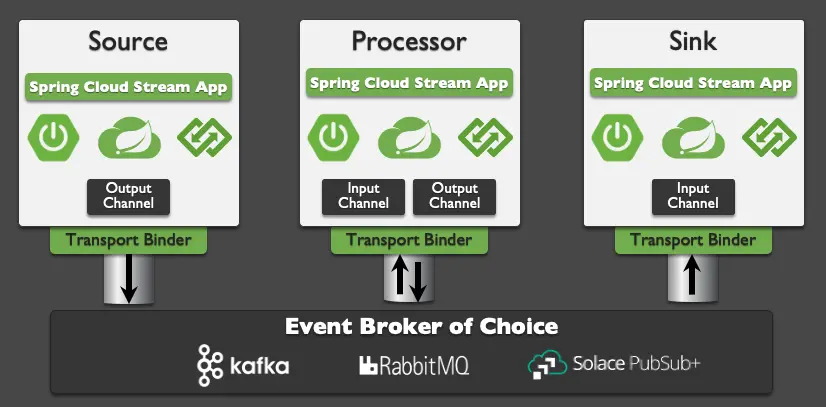 Source
Spring Cloud Stream App
Output
Channel
Transport Binder
Processor
Spring Cloud Stream App
Input
Channel
Output
Channel
Transport Binder
Sink
Spring Cloud Stream App
Input
Channel
Transport Binder
Event Broker of Choice
kafka
RabbitMQ
Solace PubSub+